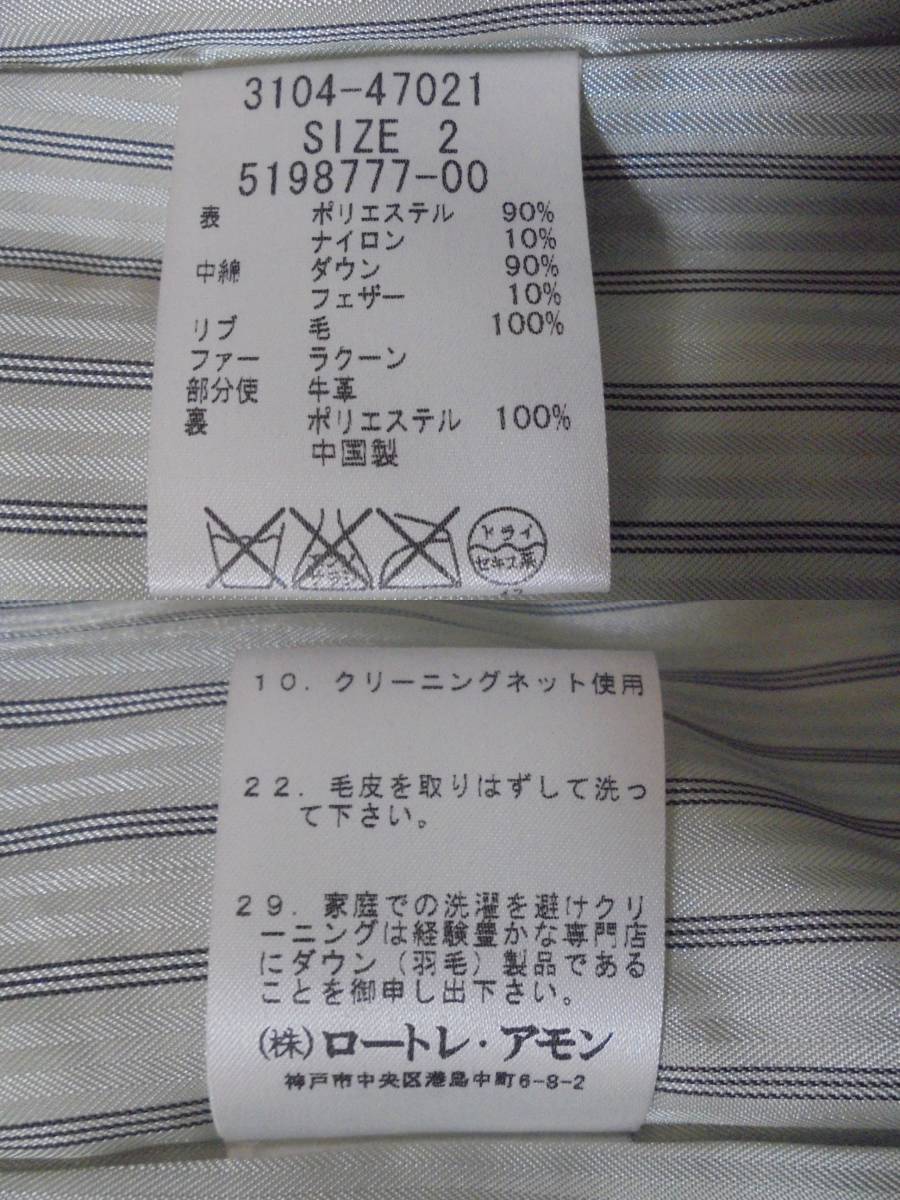 3104-47021
SIZE 2
5198777-00
表 ポリエステル 90%
ナイロン 10%
中綿 ダウン 90%
フェザー 10%
リブ 毛 100%
ファー ラクーン
部分使 牛革
裏 ポリエステル 100%
中国製
ドライ
セキユ系
10. クリーニングネット使用
22. 毛皮を取りはずして洗っ
て下さい。
29. 家庭での洗濯を避けクリ
ーニングは経験豊かな専門店
にダウン(羽毛)製品である
ことを御申し出下さい。
(株)ロートレ・アモン
神戸市中央区港島中町6-8-2